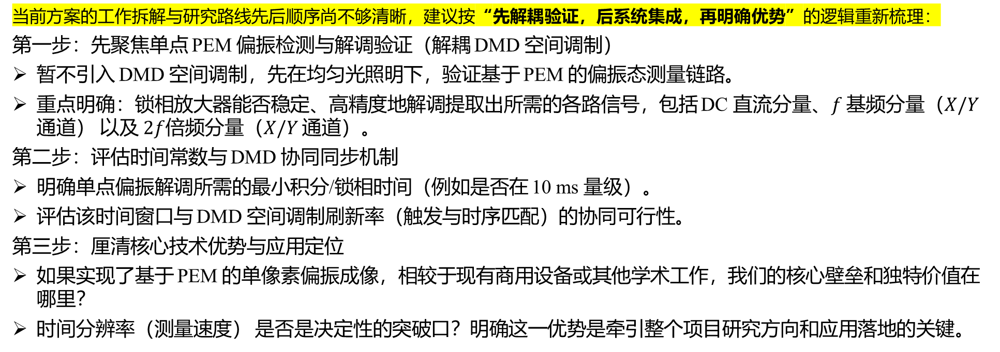 当前方案的工作拆解与研究路线先后顺序尚不够清晰，建议按“先解耦验证，后系统集成，再明确优势”的逻辑重新梳理：
第一步：先聚焦单点 PEM 偏振检测与解调验证（解耦 DMD 空间调制）
➢ 暂不引入 DMD 空间调制，先在均匀光照明下，验证基于 PEM 的偏振态测量链路。
➢ 重点明确：锁相放大器能否稳定、高精度地解调提取出所需的各路信号，包括 DC 直流分量、f 基频分量（X/Y
通道） 以及 2f倍频分量（X/Y 通道）。
第二步：评估时间常数与 DMD 协同同步机制
➢ 明确单点偏振解调所需的最小积分/锁相时间（例如是否在 10 ms 量级）。
➢ 评估该时间窗口与 DMD 空间调制刷新率（触发与时序匹配）的协同可行性。
第三步：厘清核心技术优势与应用定位
➢ 如果实现了基于 PEM 的单像素偏振成像，相较于现有商用设备或其他学术工作，我们的核心壁垒和独特价值在
哪里？
➢ 时间分辨率（测量速度） 是否是决定性的突破口？明确这一优势是牵引整个项目研究方向和应用落地的关键。